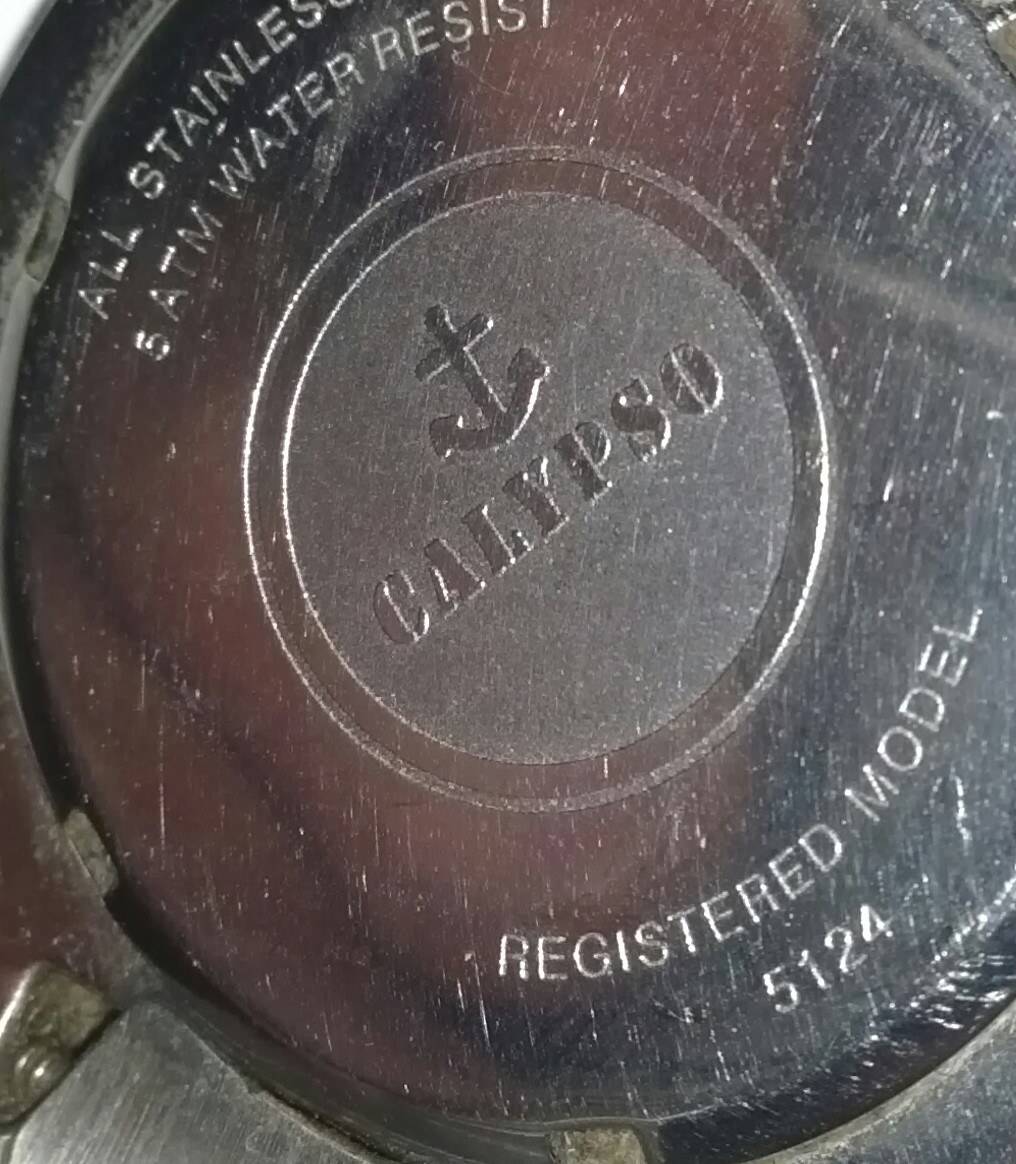 ALL STAINLESS
5 ATM WATER RESIST
CALYPSO
REGISTERED MODEL
5124